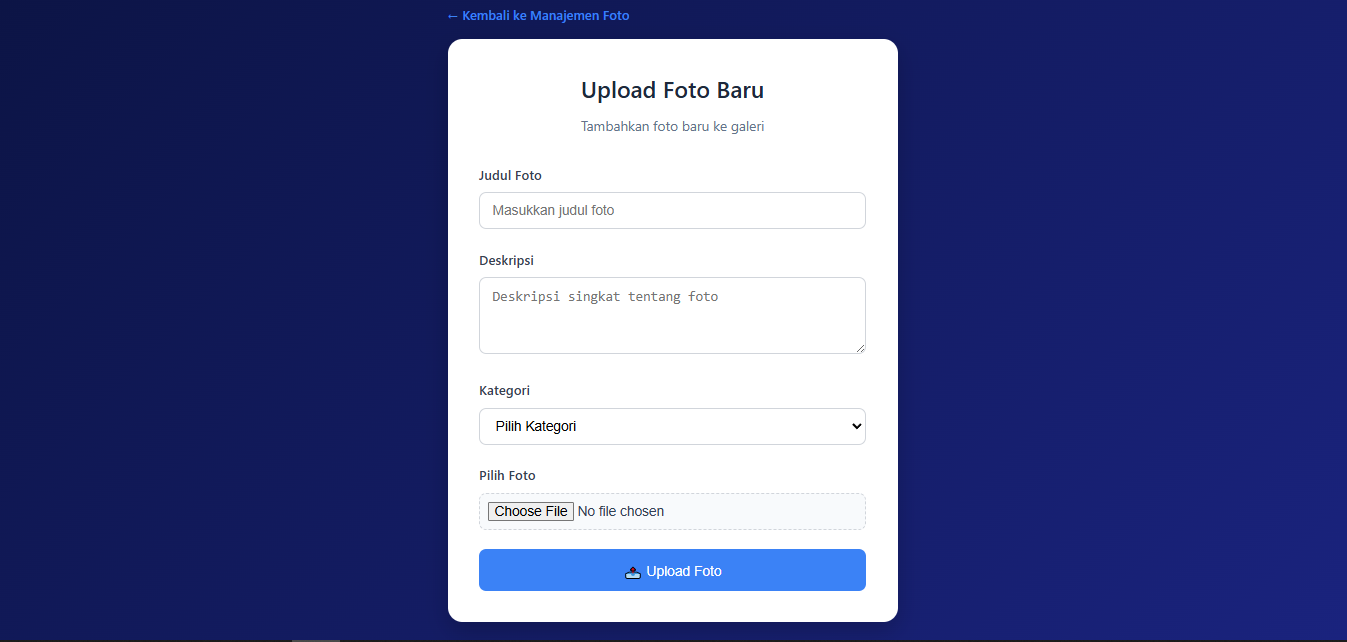 ← Kembali ke Manajemen Foto
Upload Foto Baru
Tambahkan foto baru ke galeri
Judul Foto
Masukkan judul foto
Deskripsi
Deskripsi singkat tentang foto
Kategori
Pilih Kategori
Pilih Foto
Choose File No file chosen
📤 Upload Foto